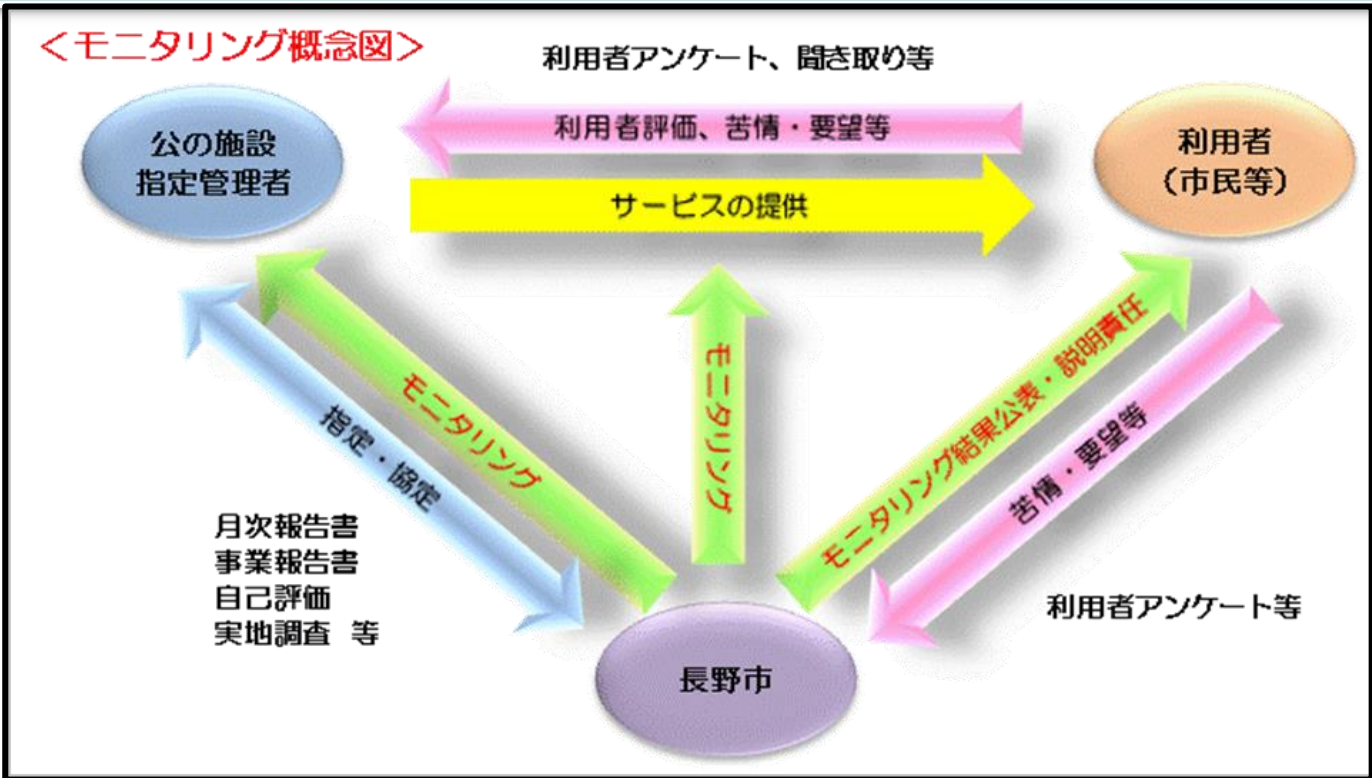 ＜モニタリング概念図＞
利用者アンケート、聞き取り等
公の施設
指定管理者
利用者評価、苦情・要望等
利用者
（市民等）
サービスの提供
モニタリング
指定・協定
モニタリング
モニタリング結果公表・説明責任
苦情・要望等
月次報告書
事業報告書
自己評価
実地調査 等
利用者アンケート等
長野市